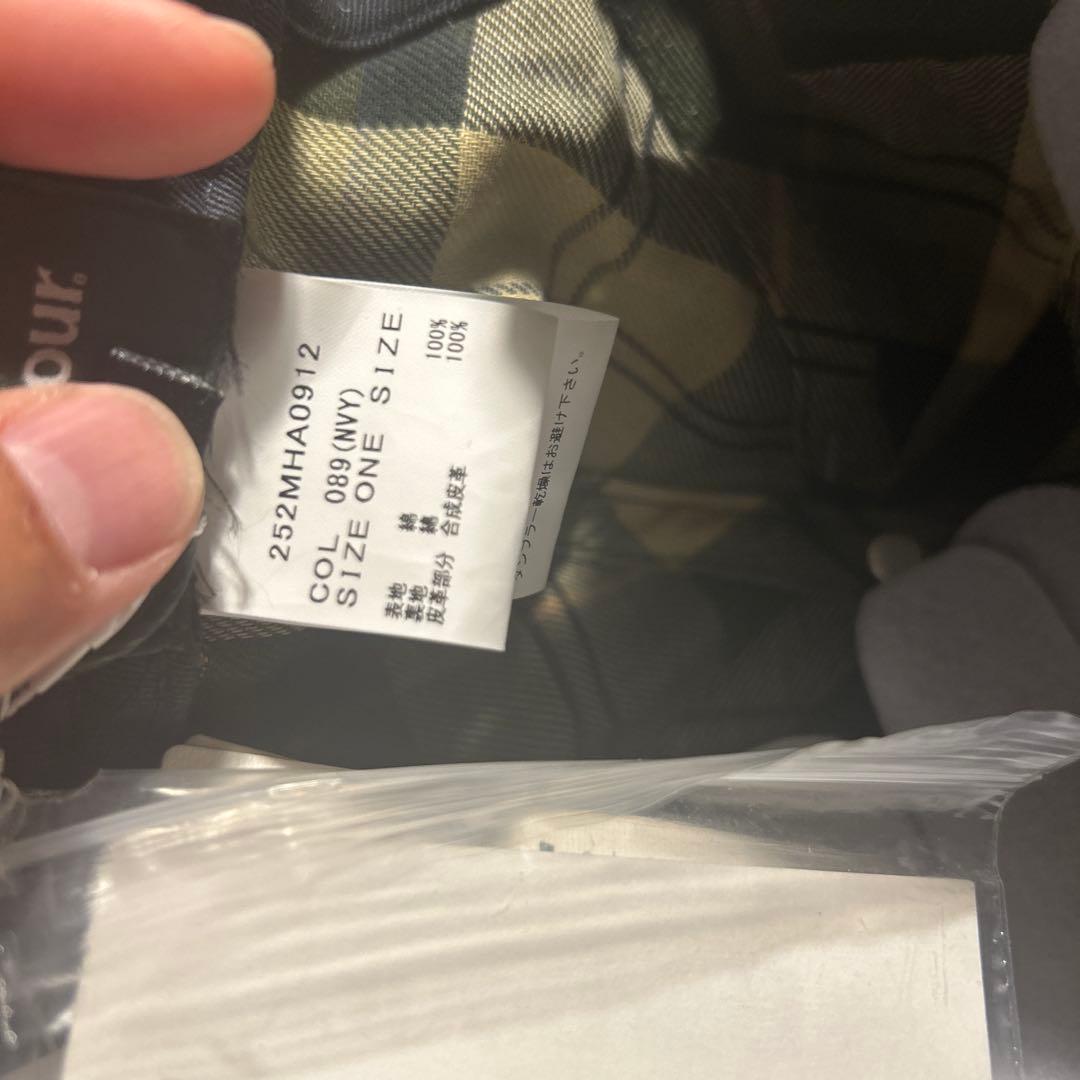 our.
252MHA0912
COL 089(NVY)
SIZE ONE SIZE
表地 綿 100%
裏地 綿 100%
皮革部分 合成皮革
タンブラー乾燥はお避け下さい。